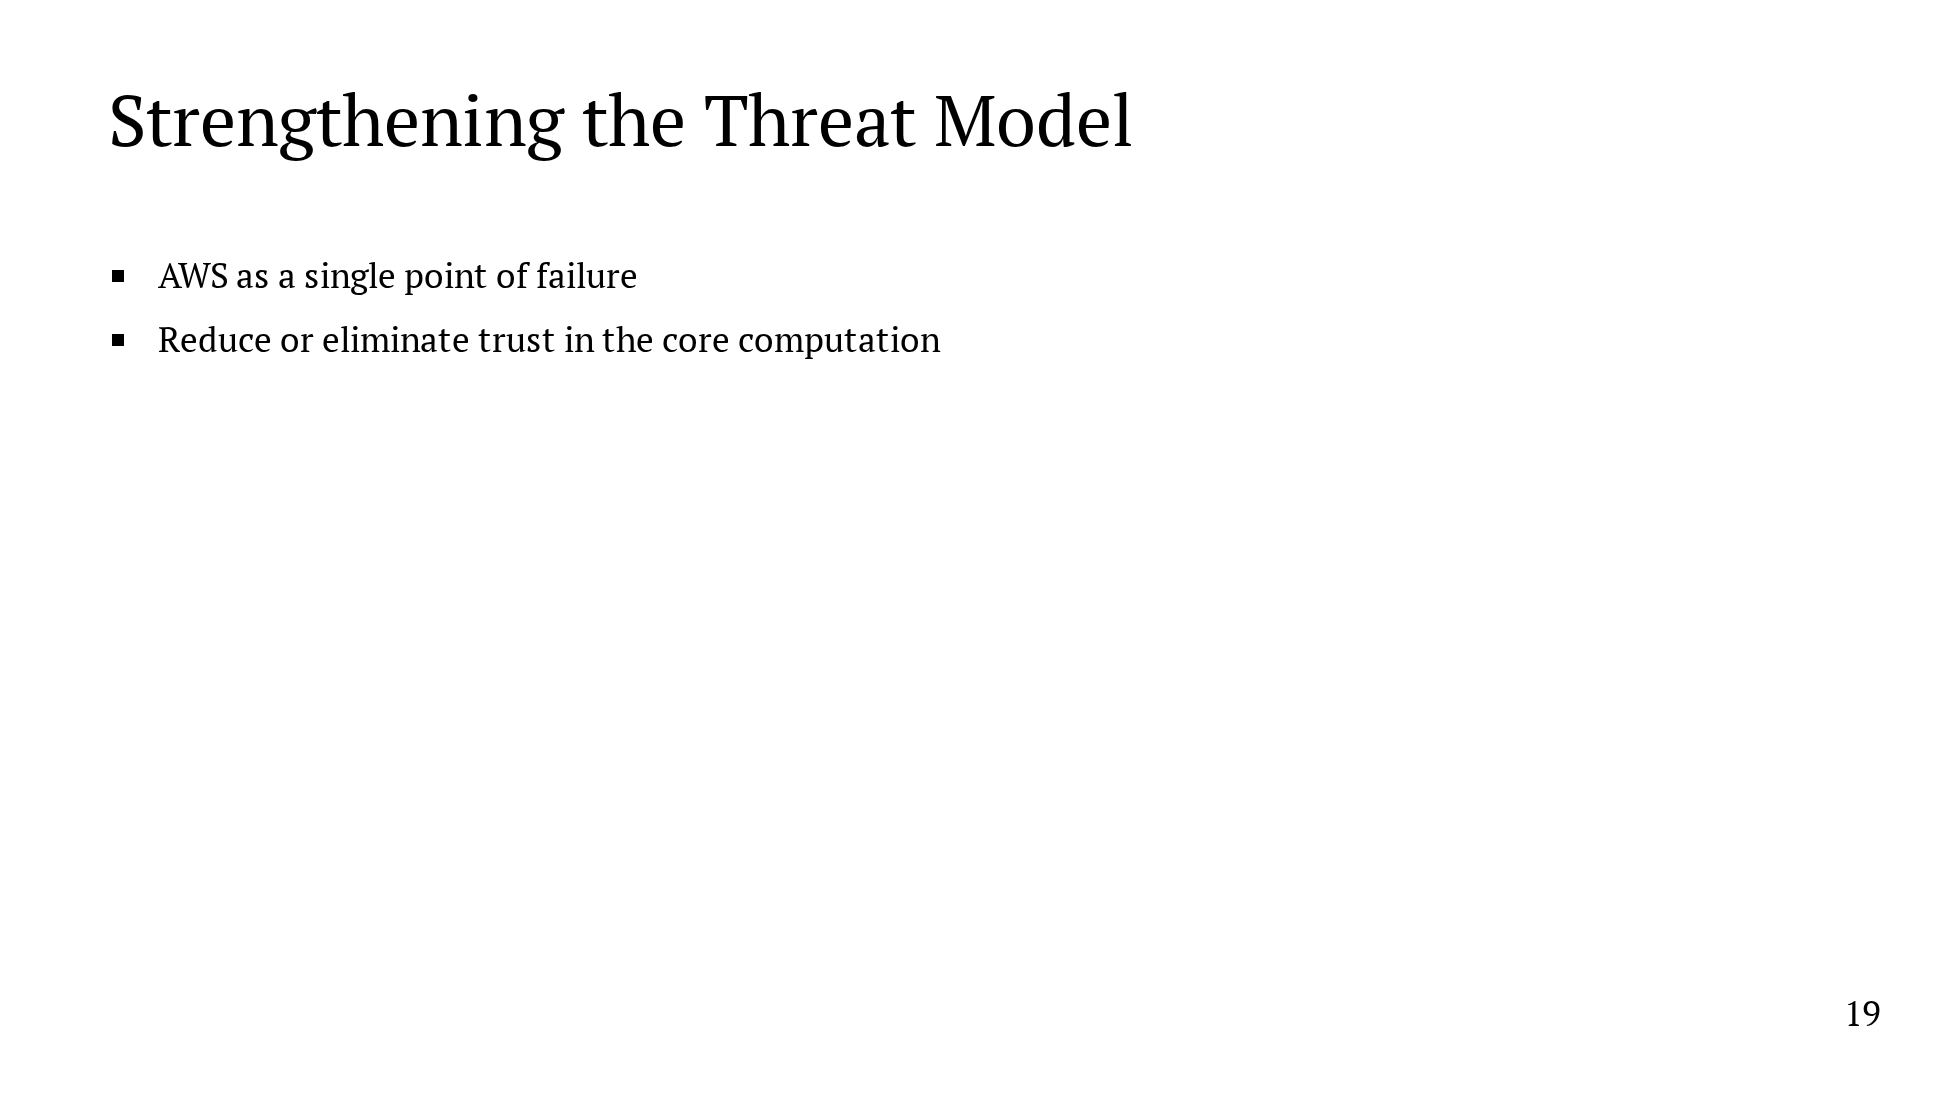 Strengthening the Threat Model
▪ AWS as a single point of failure
▪ Reduce or eliminate trust in the core computation
19